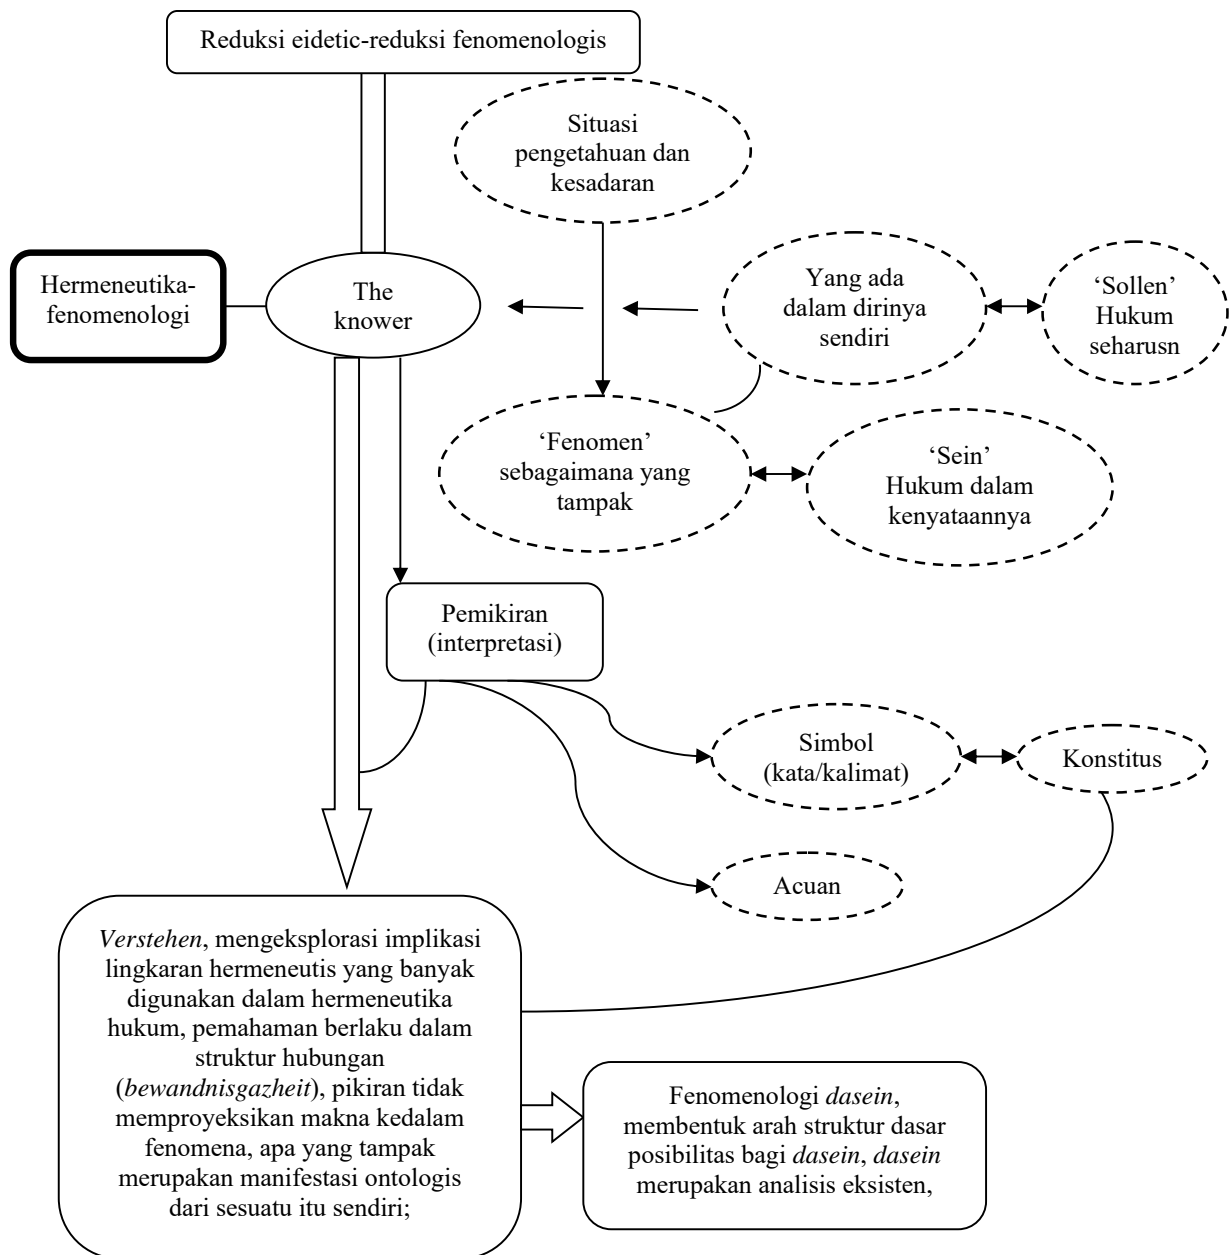 Reduksi eidetic-reduksi fenomenologis
Situasi
pengetahuan dan
kesadaran
Hermeneutika-
fenomenologi
The
knower
Yang ada
dalam dirinya
sendiri
‘Sollen’
Hukum
seharusn
‘Fenomen’
sebagaimana yang
tampak
‘Sein’
Hukum dalam
kenyataannya
Pemikiran
(interpretasi)
Simbol
(kata/kalimat)
Konstitus
Acuan
Verstehen, mengeksplorasi implikasi
lingkaran hermeneutis yang banyak
digunakan dalam hermeneutika
hukum, pemahaman berlaku dalam
struktur hubungan
(bewandnisgazheit), pikiran tidak
memproyeksikan makna kedalam
fenomena, apa yang tampak
merupakan manifestasi ontologis
dari sesuatu itu sendiri;
Fenomenologi dasein,
membentuk arah struktur dasar
posibilitas bagi dasein, dasein
merupakan analisis eksisten,